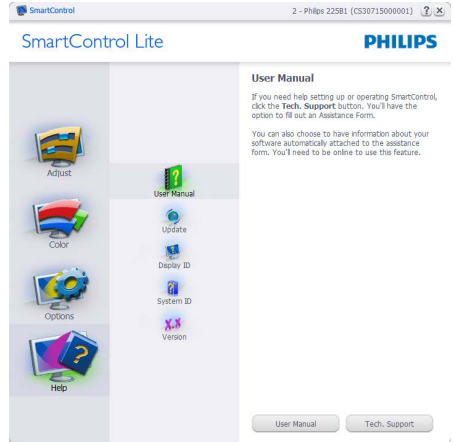 SmartControl
2 - Philips 225B1 (CS30715000001)
? X
SmartControl Lite
PHILIPS
Adjust
Color
Options
Help
User Manual
Update
Display ID
System ID
X.X
Version
User Manual
If you need help setting up or operating SmartControl,
click the Tech. Support button. You'll have the
option to fill out an Assistance Form.
You can also choose to have information about your
software automatically attached to the assistance
form. You'll need to be online to use this feature.
User Manual
Tech. Support